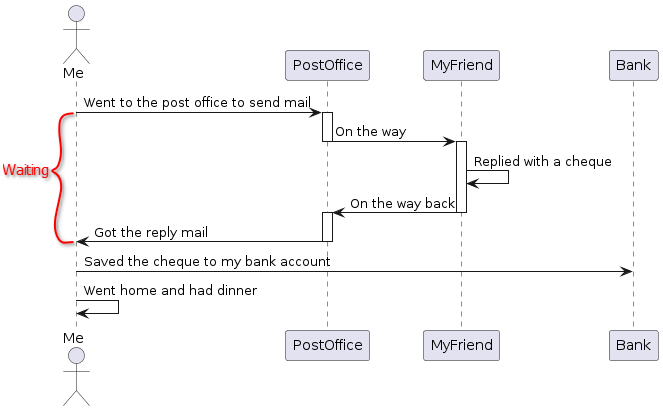 Me
PostOffice
MyFriend
Bank
Went to the post office to send mail
On the way
Replied with a cheque
Waiting
On the way back
Got the reply mail
Saved the cheque to my bank account
Went home and had dinner
Me
PostOffice
MyFriend
Bank